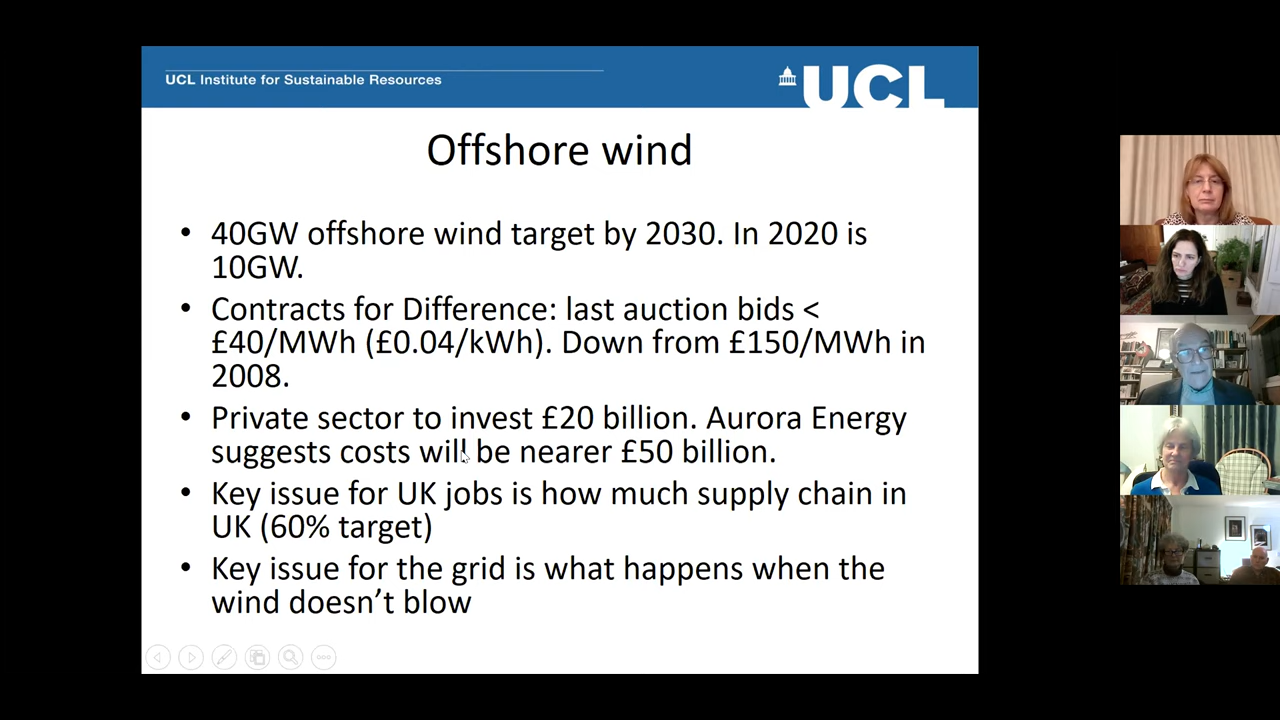 UCL Institute for Sustainable Resources
UCL
Offshore wind
• 40GW offshore wind target by 2030. In 2020 is
10GW.
• Contracts for Difference: last auction bids <
£40/MWh (£0.04/kWh). Down from £150/MWh in
2008.
• Private sector to invest £20 billion. Aurora Energy
suggests costs will be nearer £50 billion.
• Key issue for UK jobs is how much supply chain in
UK (60% target)
• Key issue for the grid is what happens when the
wind doesn’t blow